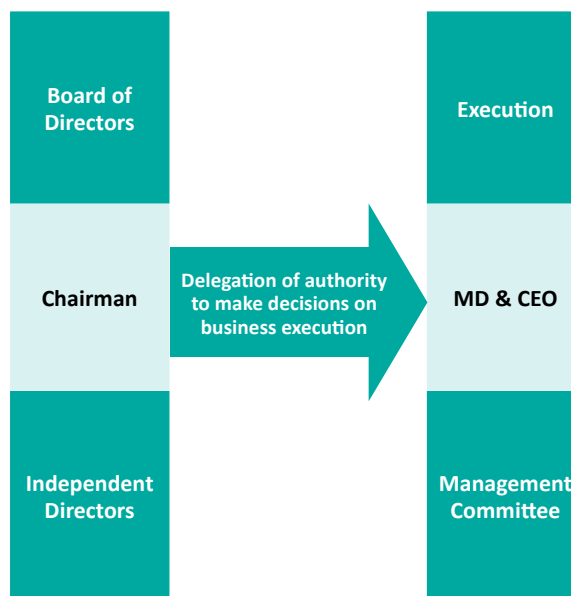 Board of
Directors
Execution
Chairman
Delegation of authority
to make decisions on
business execution
MD & CEO
Independent
Directors
Management
Committee